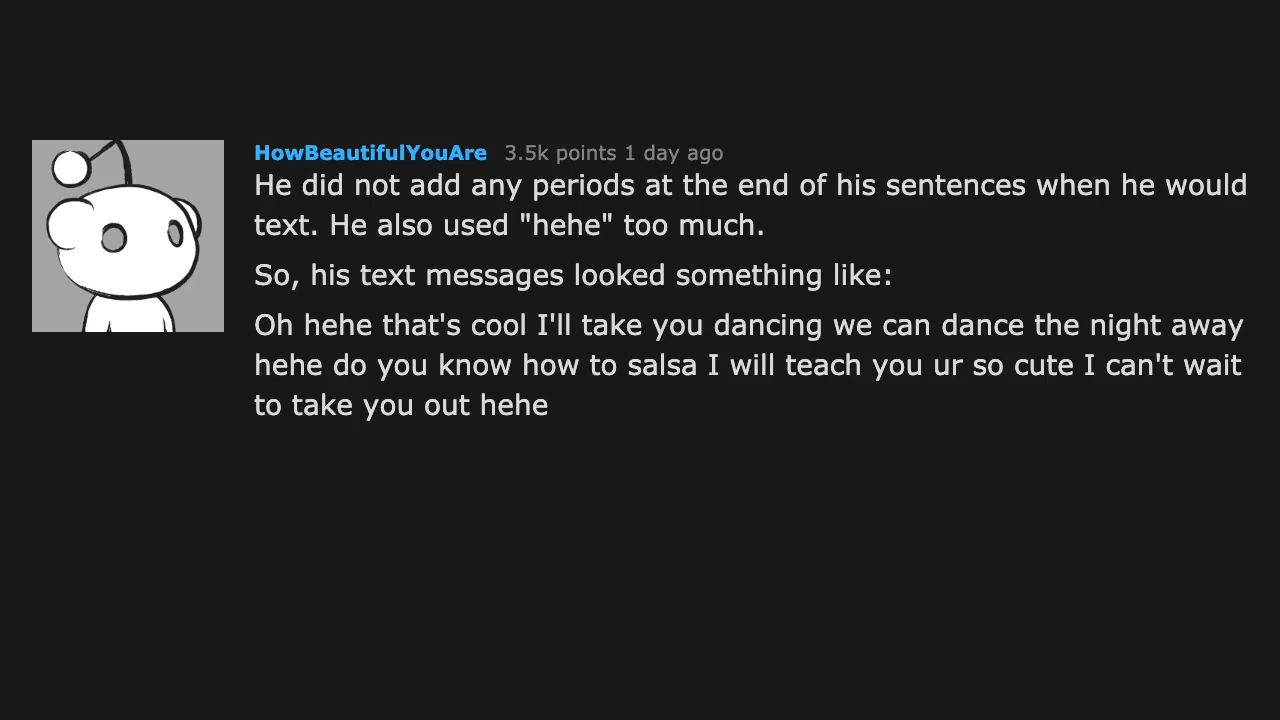 HowBeautifulYouAre 3.5k points 1 day ago
He did not add any periods at the end of his sentences when he would
text. He also used "hehe" too much.
So, his text messages looked something like:
Oh hehe that's cool I'll take you dancing we can dance the night away
hehe do you know how to salsa I will teach you ur so cute I can't wait
to take you out hehe